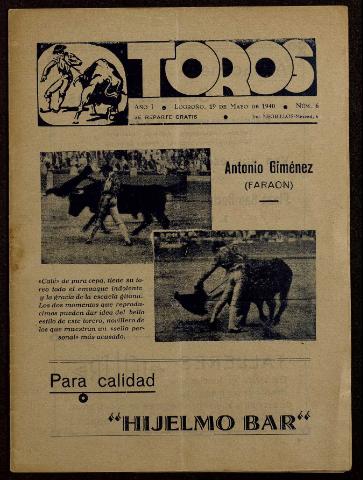 TOROS
AÑO I • LOGROÑO, 19 DE MAYO DE 1940 • NÚM. 6
SE REPARTE GRATIS •
Antonio Giménez
(FARAÓN)
«Calé» de pura cepa, tiene su to-
reo todo el empaque indolente
y la gracia de la escuela gitana.
Los dos momentos que reprodu-
cimos pueden dar idea del bello
estilo de este torero, novillero de
los que muestran un «sello per-
sonal» más acusado.
Para calidad
"HIJELMO BAR"